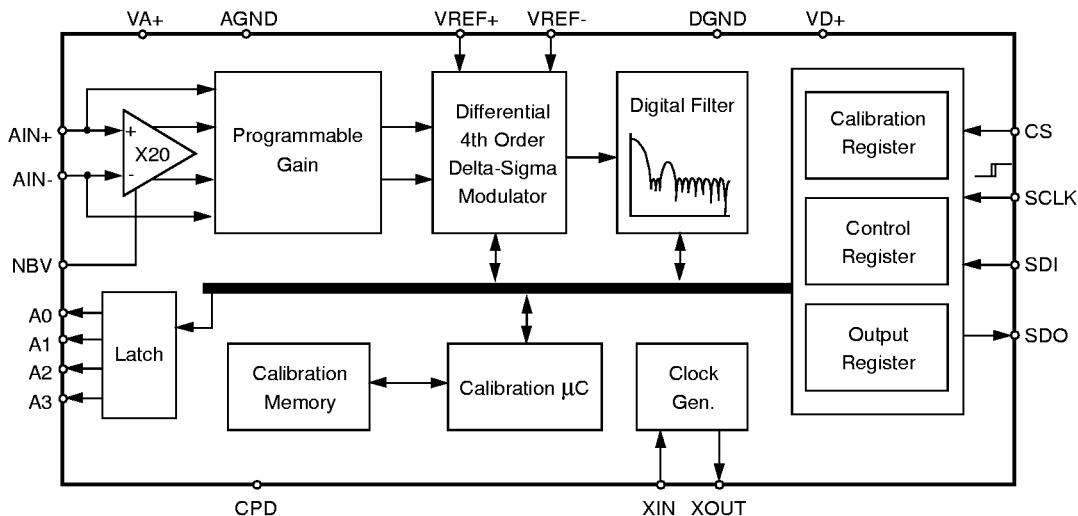 VA+
AGND
VREF+
VREF-
DGND
VD+
AIN+
AIN-
NBV
A0
A1
A2
A3
+
X20
-
Programmable
Gain
Differential
4th Order
Delta-Sigma
Modulator
Digital Filter
Calibration
Register
Control
Register
Output
Register
CS
SCLK
SDI
SDO
Latch
Calibration
Memory
Calibration μC
Clock
Gen.
CPD
XIN
XOUT